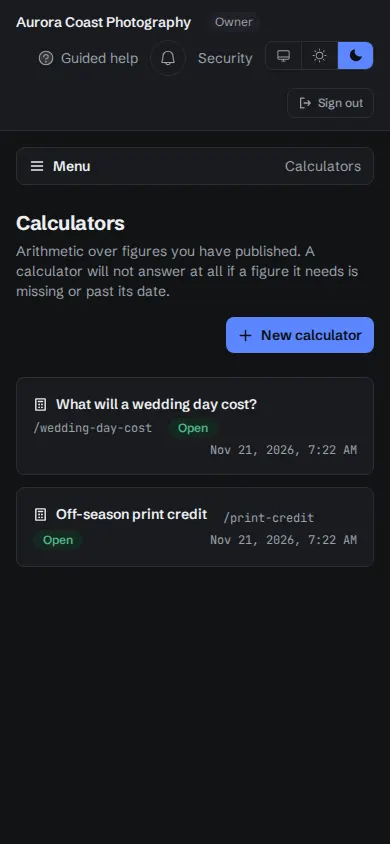 Aurora Coast Photography Owner
Guided help Security
Sign out
Menu Calculators
Calculators
Arithmetic over figures you have published. A
calculator will not answer at all if a figure it needs is
missing or past its date.
New calculator
What will a wedding day cost?
/wedding-day-cost Open
Nov 21, 2026, 7:22 AM
Off-season print credit /print-credit
Open Nov 21, 2026, 7:22 AM